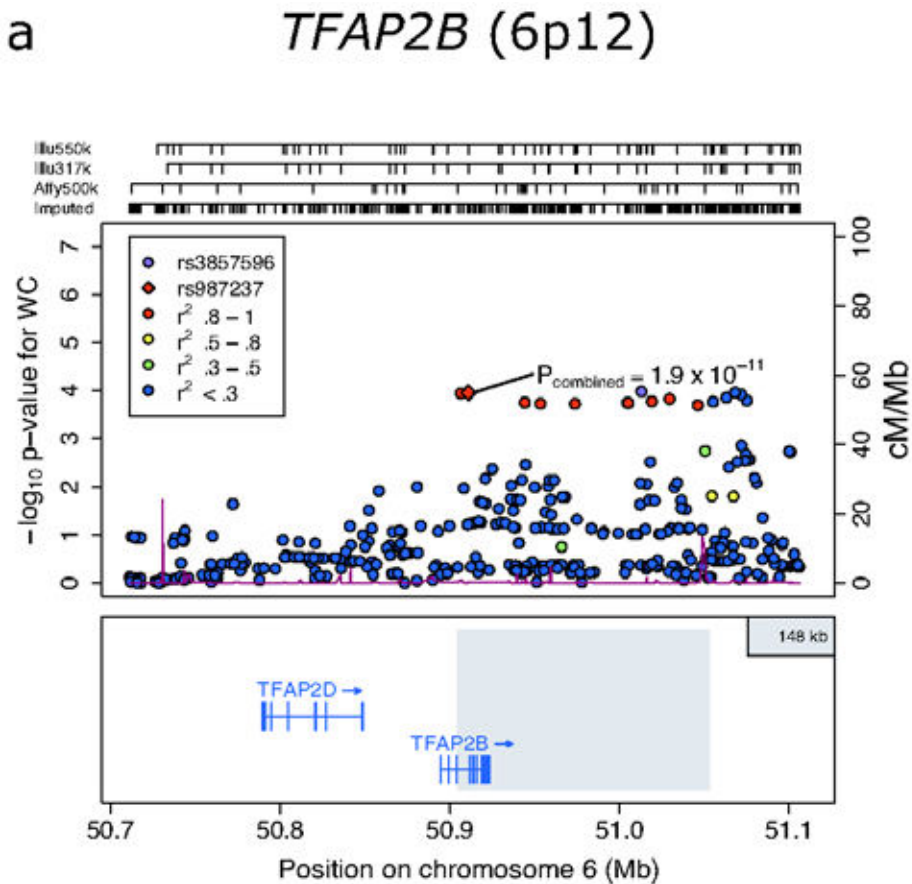 a
TFAP2B (6p12)
Illu550k
Illu317k
Affy500k
Imputed
− log10 p-value for WC
7
6
5
4
3
2
1
0
rs3857596
rs987237
r² .8 – 1
r² .5 – .8
r² .3 – .5
r² < .3
Pcombined = 1.9 x 10⁻¹¹
100
80
60
40
20
0
cM/Mb
148 kb
TFAP2D →
TFAP2B →
50.7 50.8 50.9 51.0 51.1
Position on chromosome 6 (Mb)